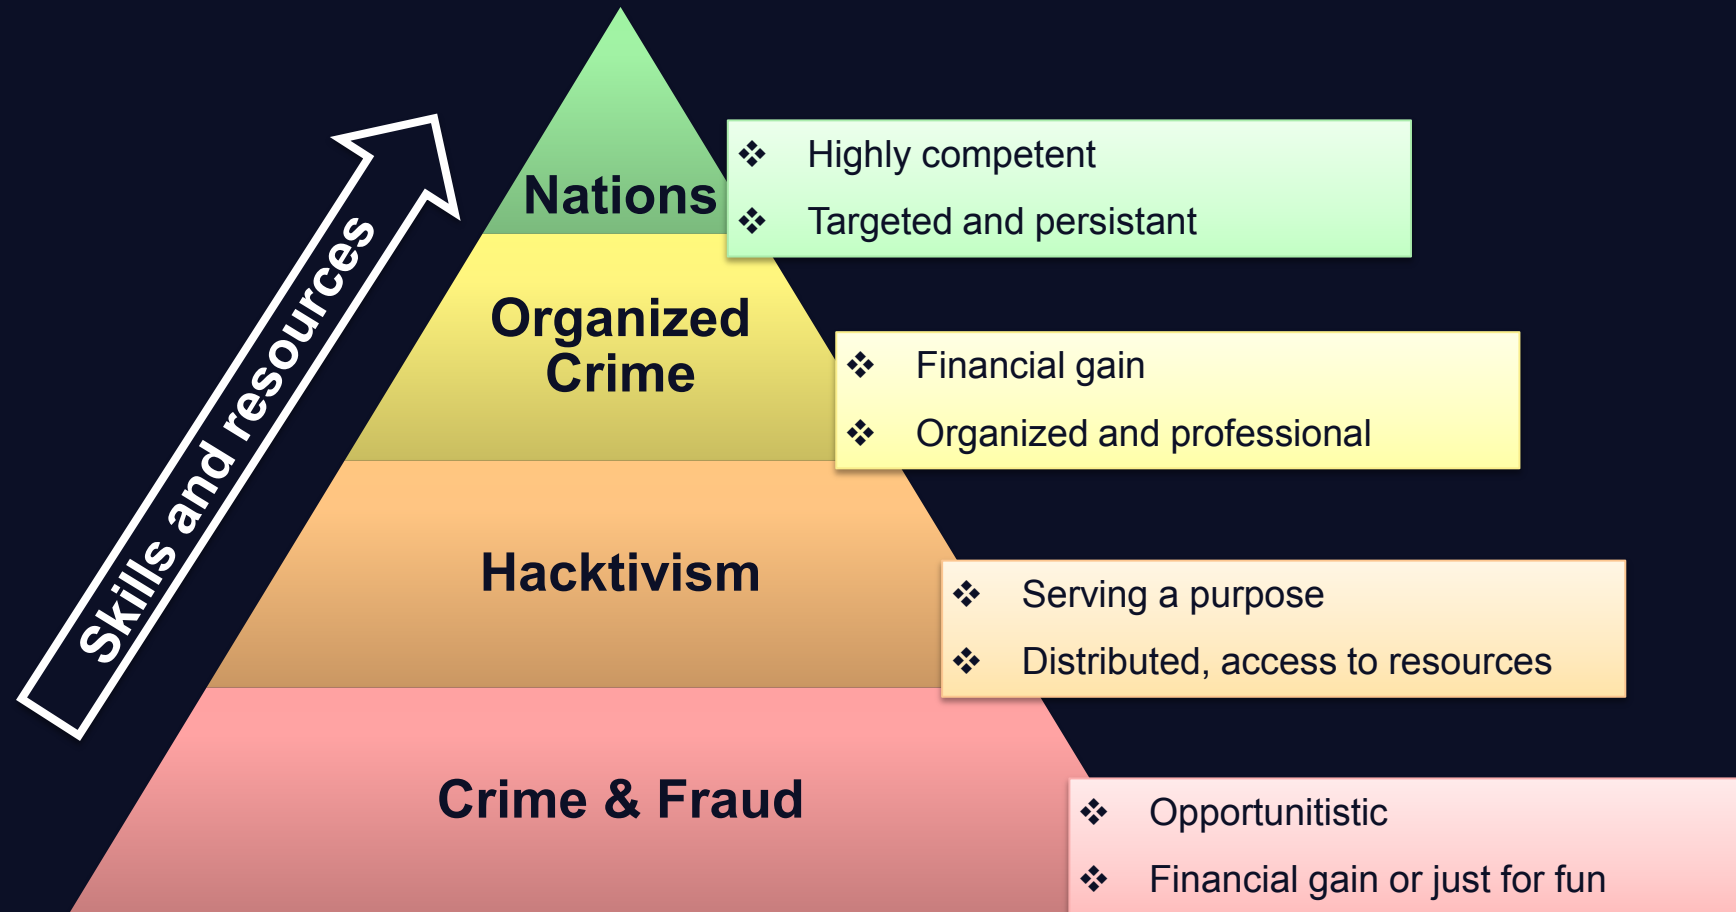 Skills and resources
Nations
❖ Highly competent
❖ Targeted and persistant
Organized
Crime
❖ Financial gain
❖ Organized and professional
Hacktivism
❖ Serving a purpose
❖ Distributed, access to resources
Crime & Fraud
❖ Opportunitistic
❖ Financial gain or just for fun